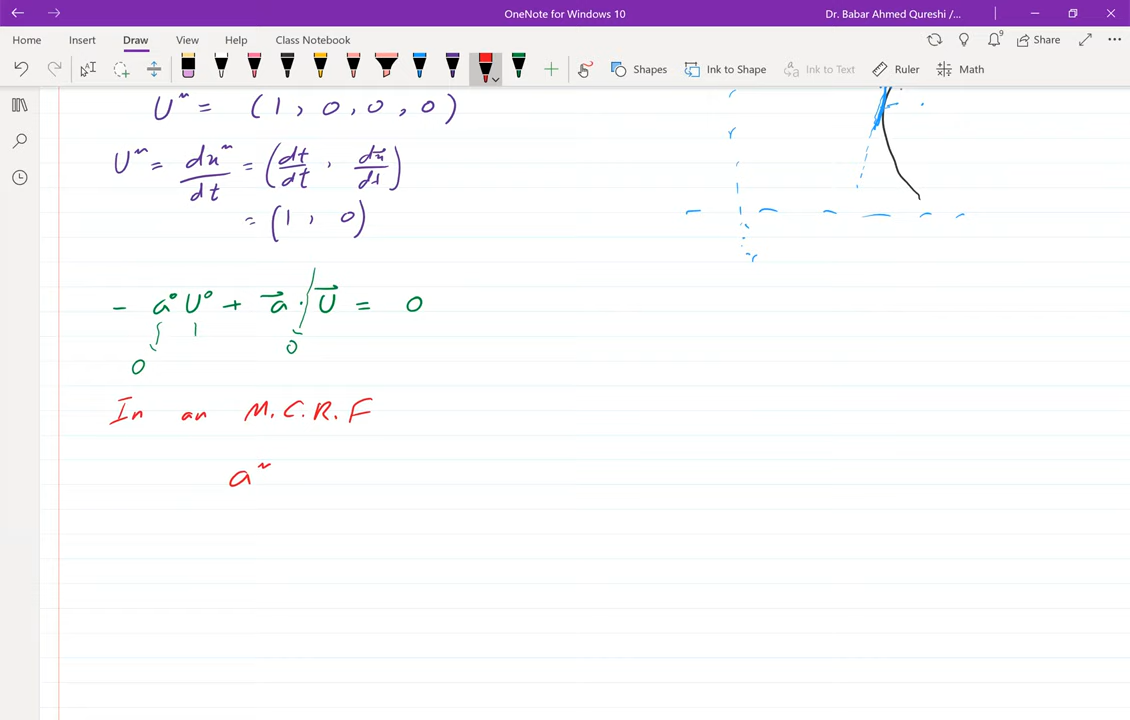 OneNote for Windows 10
Dr. Babar Ahmed Qureshi /...
Home Insert Draw View Help Class Notebook
Share
Shapes Ink to Shape Ink to Text Ruler Math
U^μ = (1, 0, 0, 0)
U^μ = dx^μ/dt = (dt/dt, dx⃗/dt)
= (1, 0)
- a⁰U⁰ + a⃗ · U⃗ = 0
1 0
0
In an M.C.R.F
a^μ